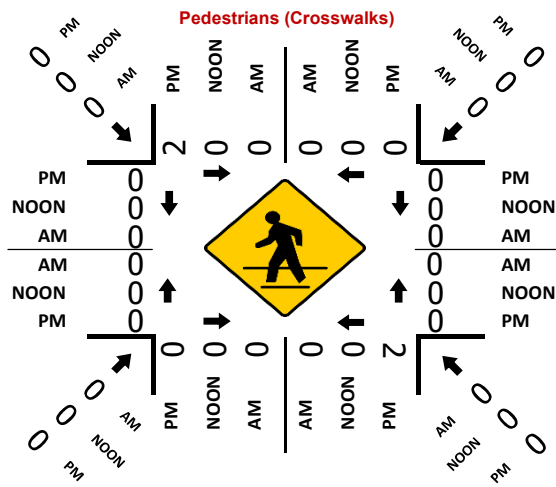 Pedestrians (Crosswalks)
PM NOON AM
0 0 0
PM NOON AM AM NOON PM
2 0 0 0 0 0
PM NOON AM
0 0 0
PM 0 0 PM
NOON 0 0 NOON
AM 0 0 AM
AM 0 0 AM
NOON 0 0 NOON
PM 0 0 PM
0 0 0 0 0 2
PM NOON AM AM NOON PM
0 0 0
AM NOON PM
0 0 0
AM NOON PM